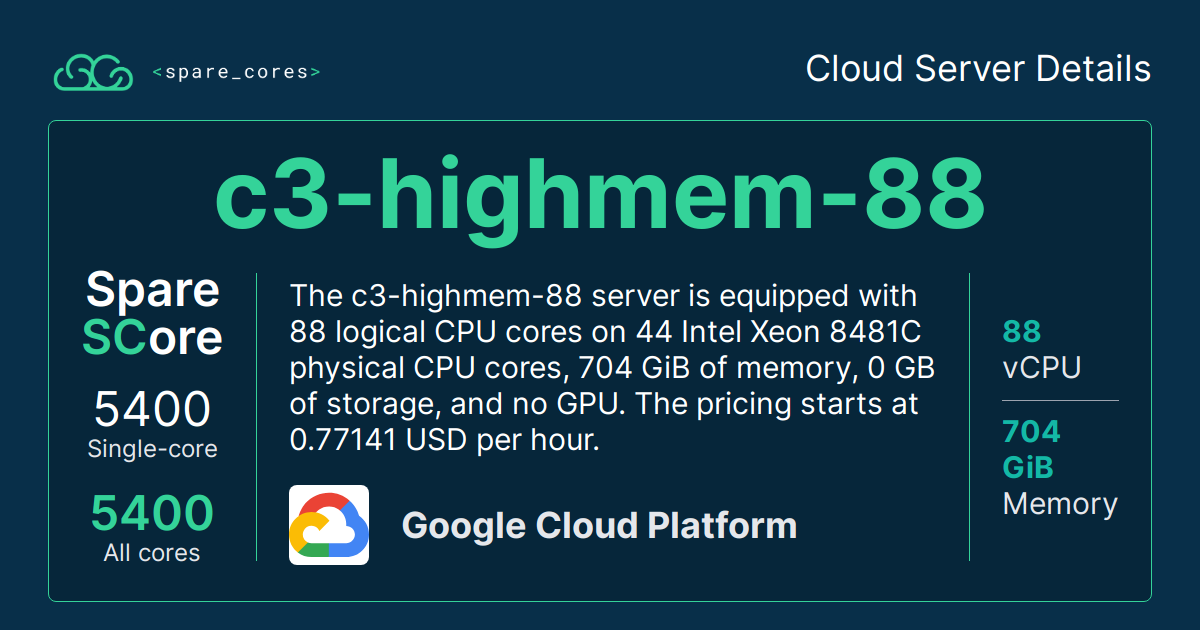 <spare_cores>
Cloud Server Details
c3-highmem-88
Spare
SCore
5400
Single-core
5400
All cores
The c3-highmem-88 server is equipped with
88 logical CPU cores on 44 Intel Xeon 8481C
physical CPU cores, 704 GiB of memory, 0 GB
of storage, and no GPU. The pricing starts at
0.77141 USD per hour.
Google Cloud Platform
88
vCPU
704
GiB
Memory